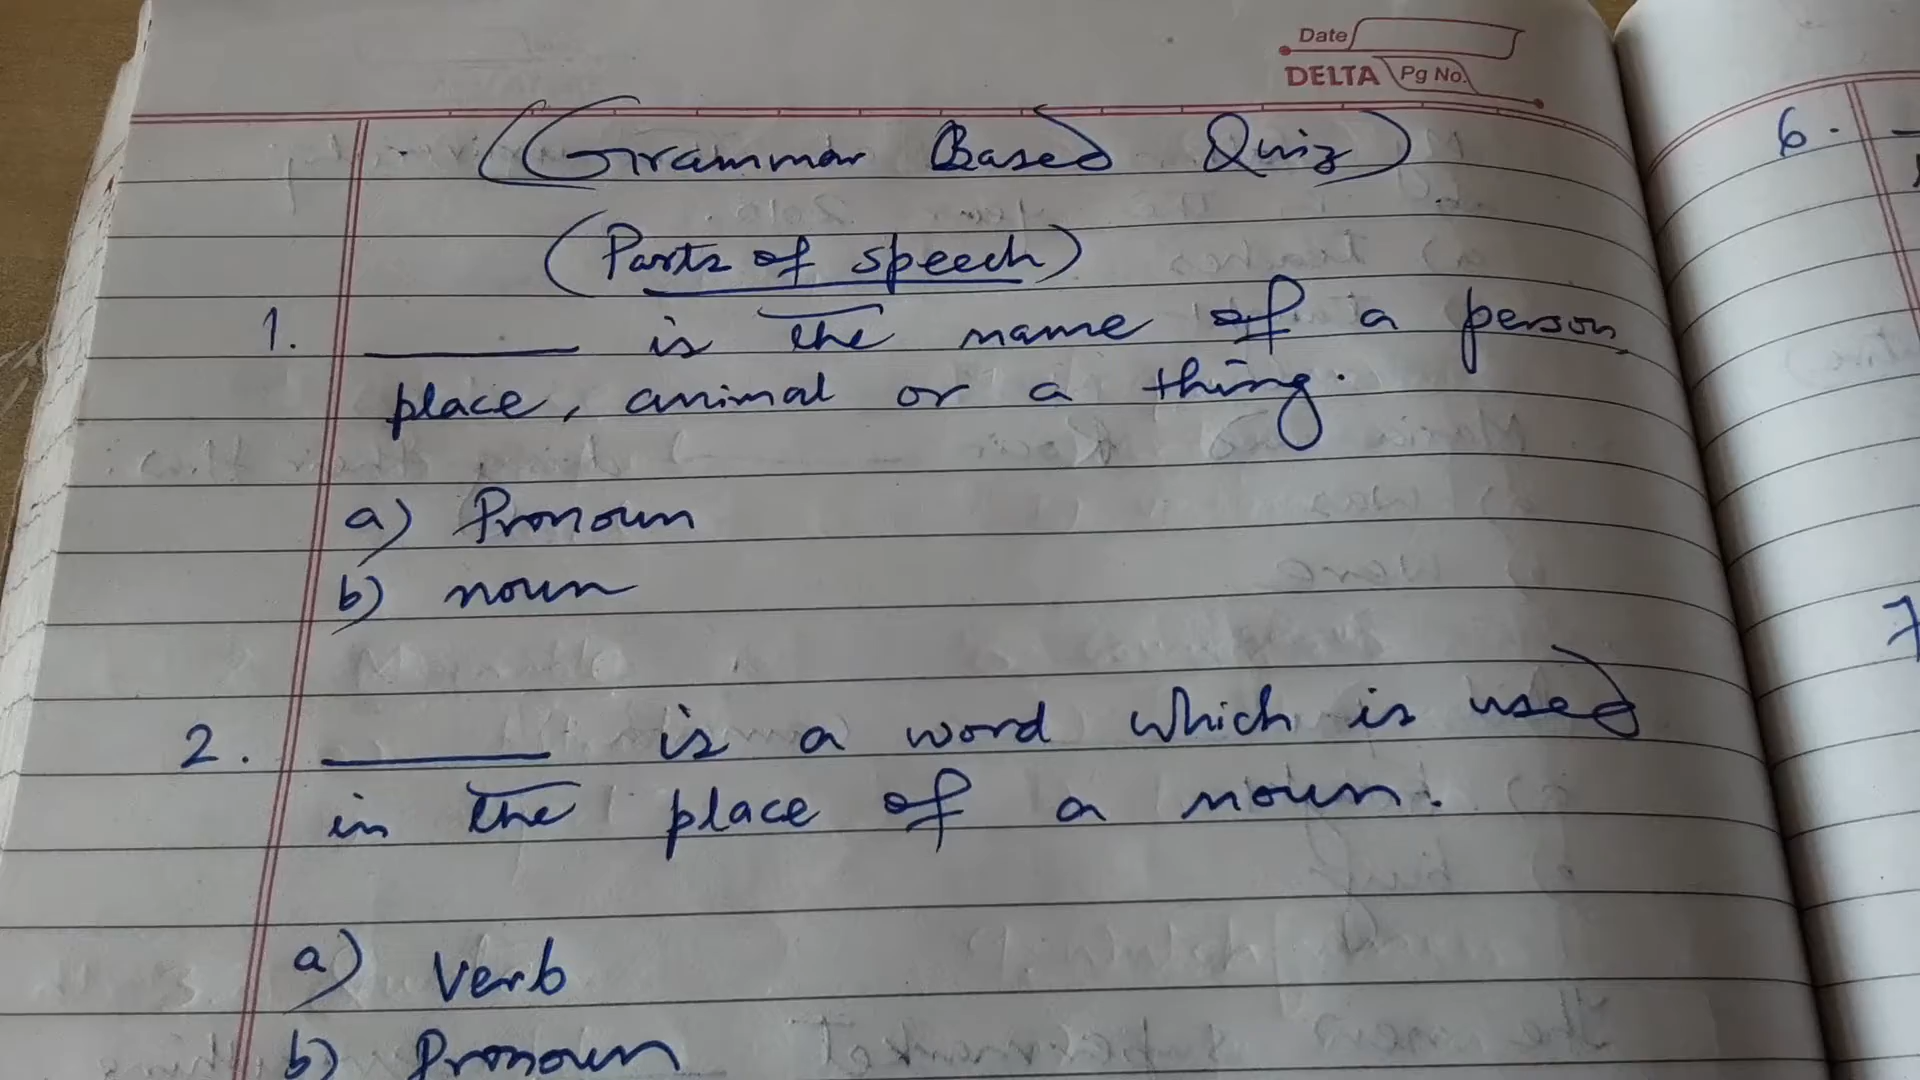 Date
DELTA Pg No.
(Grammar Based Quiz)
(Parts of speech)
1. ______ is the name of a person,
place, animal or a thing.
a) Pronoun
b) noun
2. ______ is a word which is used
in the place of a noun.
a) Verb
b) Pronoun
6.
7